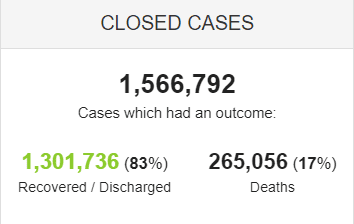 CLOSED CASES
1,566,792
Cases which had an outcome:
1,301,736 (83%)
Recovered / Discharged
265,056 (17%)
Deaths